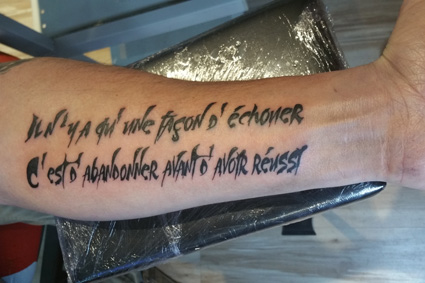 Il n'y a qu'une façon d'échouer
C'est d'abandonner avant d'avoir réussi